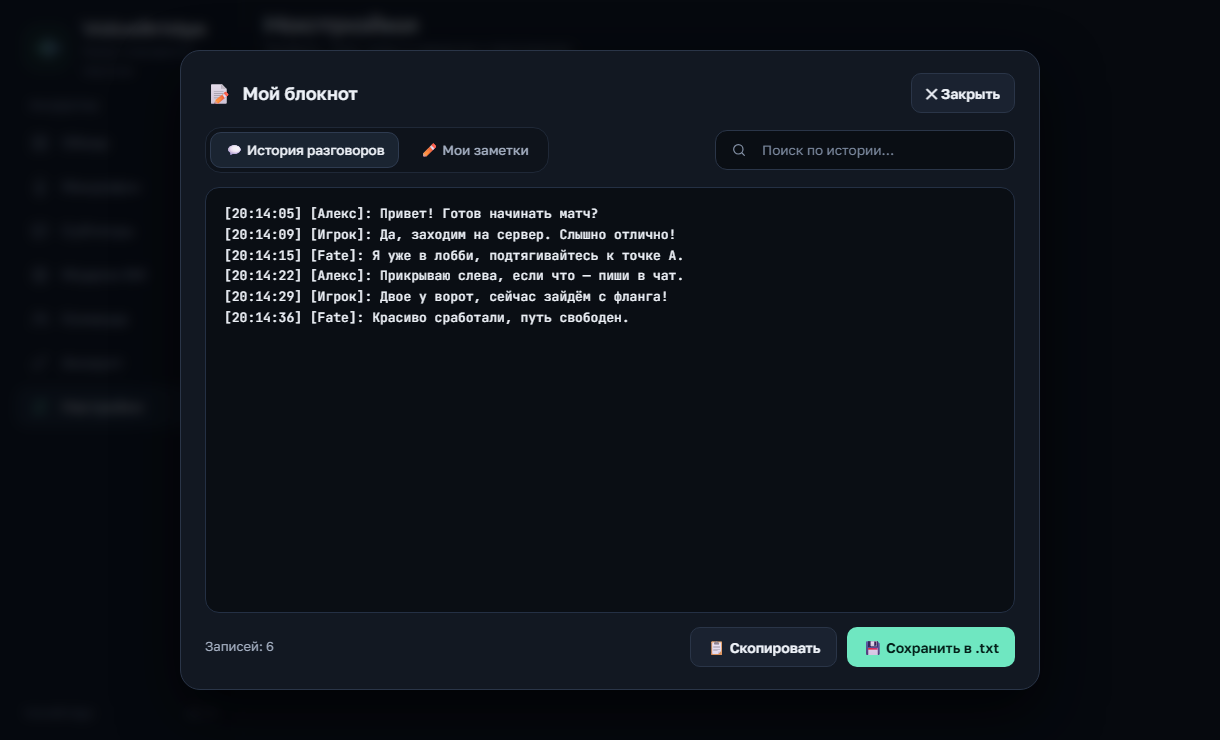 Мой блокнот
Закрыть
История разговоров
Мои заметки
Поиск по истории...
[20:14:05] [Алекс]: Привет! Готов начинать матч?
[20:14:09] [Игрок]: Да, заходим на сервер. Слышно отлично!
[20:14:15] [Fate]: Я уже в лобби, подтягивайтесь к точке А.
[20:14:22] [Алекс]: Прикрываю слева, если что — пиши в чат.
[20:14:29] [Игрок]: Двое у ворот, сейчас зайдём с фланга!
[20:14:36] [Fate]: Красиво сработали, путь свободен.
Записей: 6
Скопировать
Сохранить в .txt